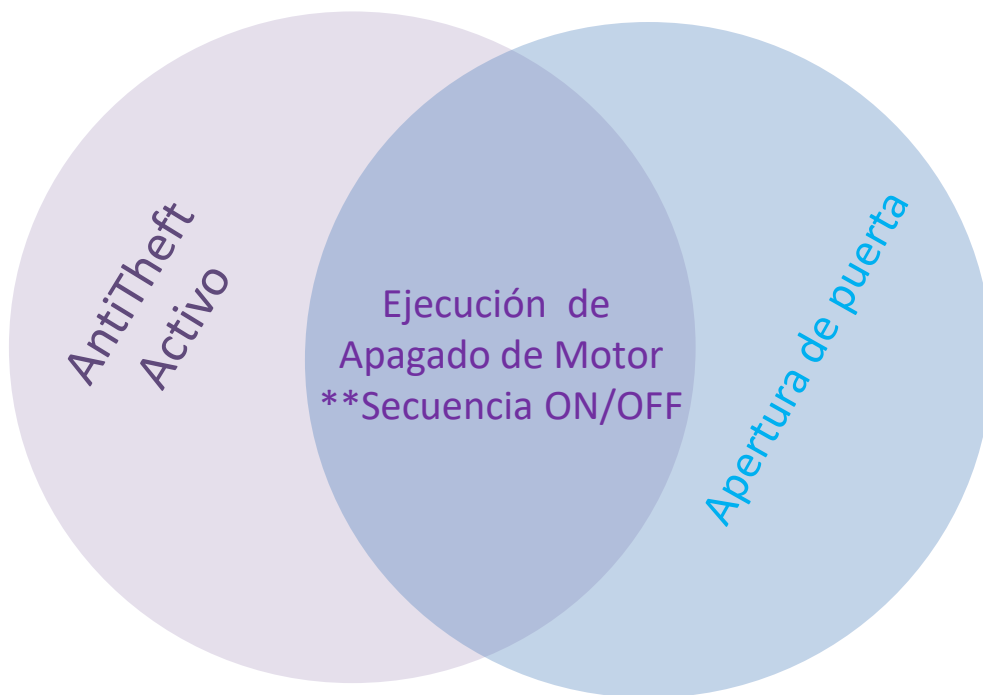 AntiTheft
Activo
Ejecución de
Apagado de Motor
**Secuencia ON/OFF
Apertura de puerta